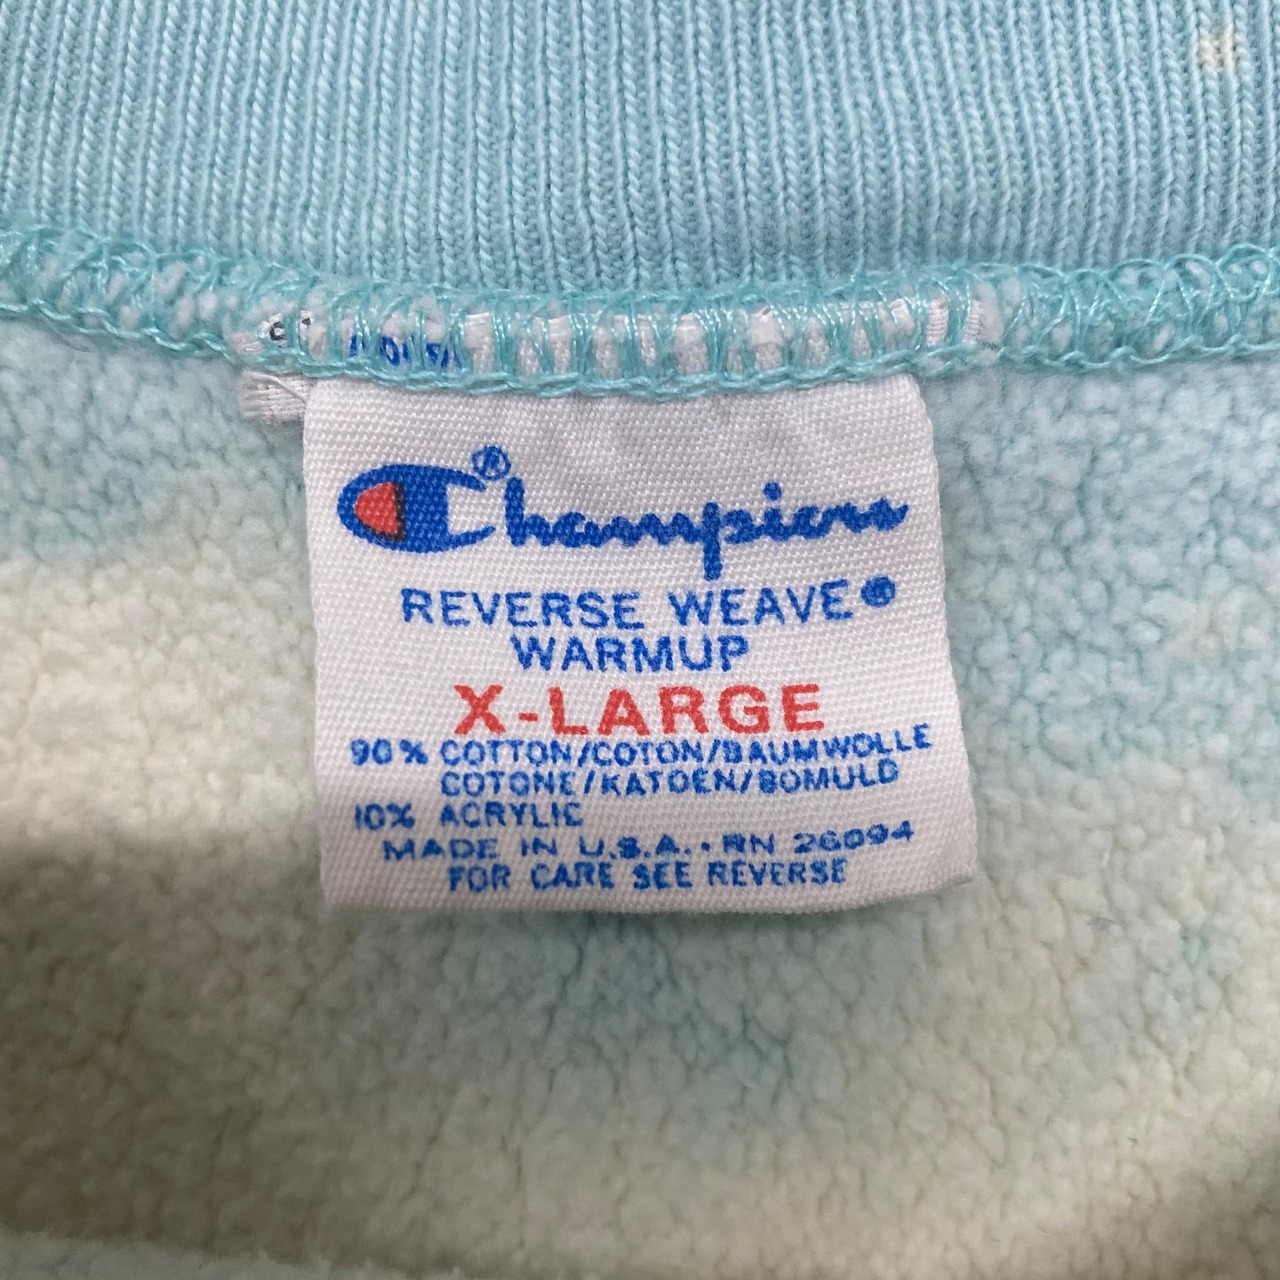 Champion®
REVERSE WEAVE®
WARMUP
X-LARGE
90% COTTON/COTON/BAUMWOLLE
COTONE/KATOEN/BOMULD
10% ACRYLIC
MADE IN U.S.A. • RN 26094
FOR CARE SEE REVERSE